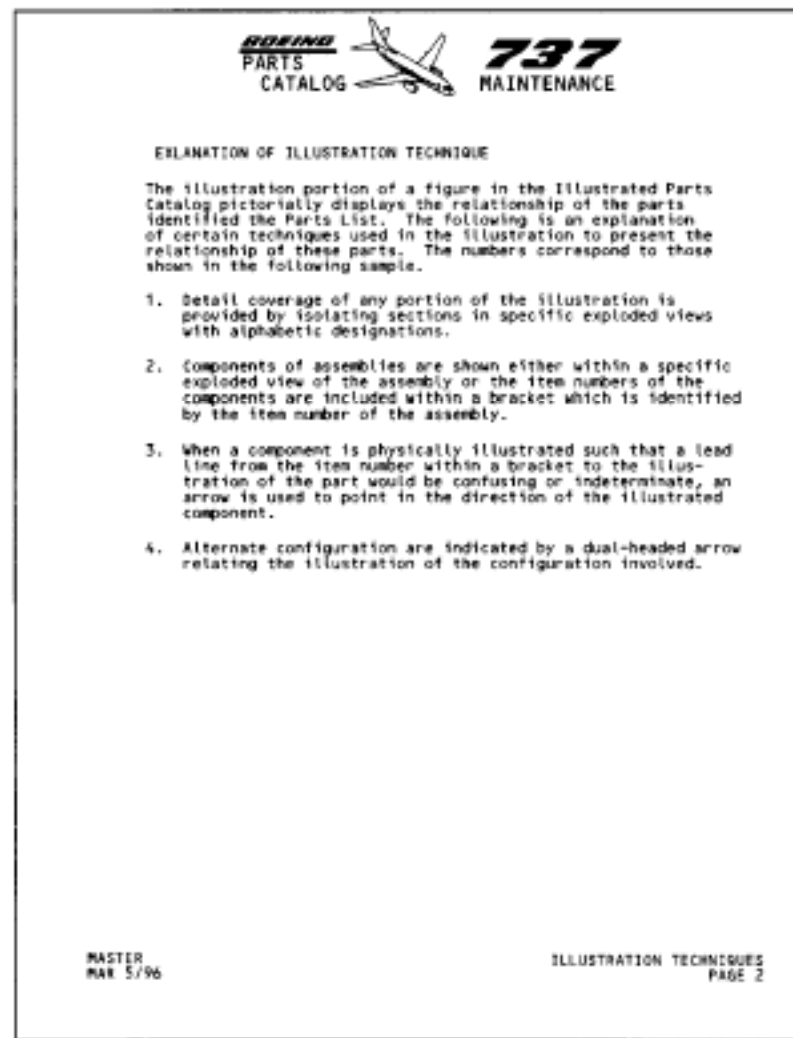 BOEING
PARTS
CATALOG
737
MAINTENANCE
EXLANATION OF ILLUSTRATION TECHNIQUE
The illustration portion of a figure in the Illustrated Parts
Catalog pictorially displays the relationship of the parts
identified the Parts List. The following is an explanation
of certain techniques used in the illustration to present the
relationship of these parts. The numbers correspond to those
shown in the following sample.
1. Detail coverage of any portion of the illustration is
provided by isolating sections in specific exploded views
with alphabetic designations.
2. Components of assemblies are shown either within a specific
exploded view of the assembly or the item numbers of the
components are included within a bracket which is identified
by the item number of the assembly.
3. When a component is physically illustrated such that a lead
line from the item number within a bracket to the illus-
tration of the part would be confusing or indeterminate, an
arrow is used to point in the direction of the illustrated
component.
4. Alternate configuration are indicated by a dual-headed arrow
relating the illustration of the configuration involved.
MASTER
MAR 5/96
ILLUSTRATION TECHNIQUES
PAGE 2